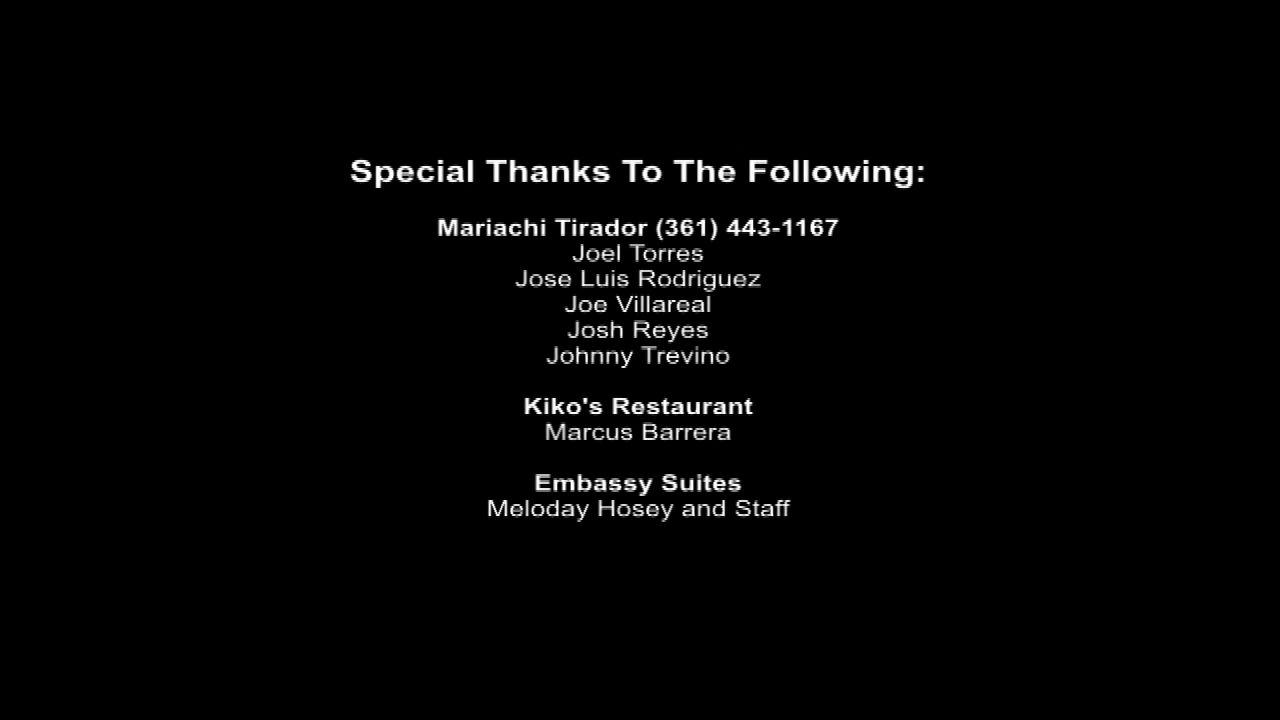 Special Thanks To The Following:
Mariachi Tirador (361) 443-1167
Joel Torres
Jose Luis Rodriguez
Joe Villareal
Josh Reyes
Johnny Trevino
Kiko's Restaurant
Marcus Barrera
Embassy Suites
Meloday Hosey and Staff